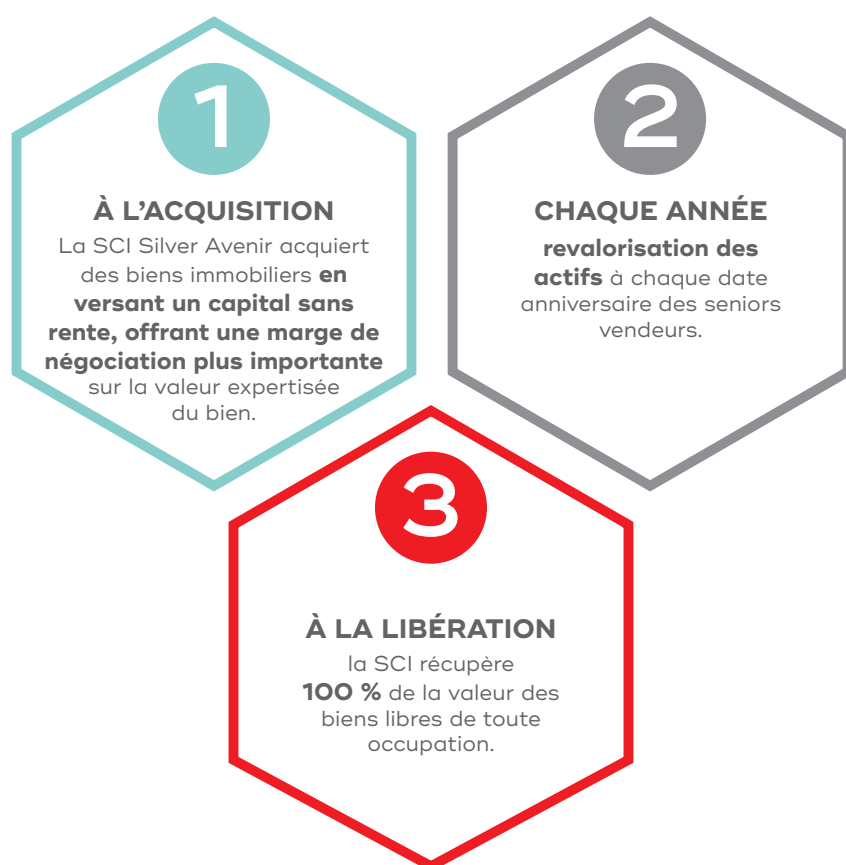 1
À L'ACQUISITION
La SCI Silver Avenir acquiert
des biens immobiliers en
versant un capital sans
rente, offrant une marge de
négociation plus importante
sur la valeur expertisée
du bien.
2
CHAQUE ANNÉE
revalorisation des
actifs à chaque date
anniversaire des seniors
vendeurs.
3
À LA LIBÉRATION
la SCI récupère
100 % de la valeur des
biens libres de toute
occupation.